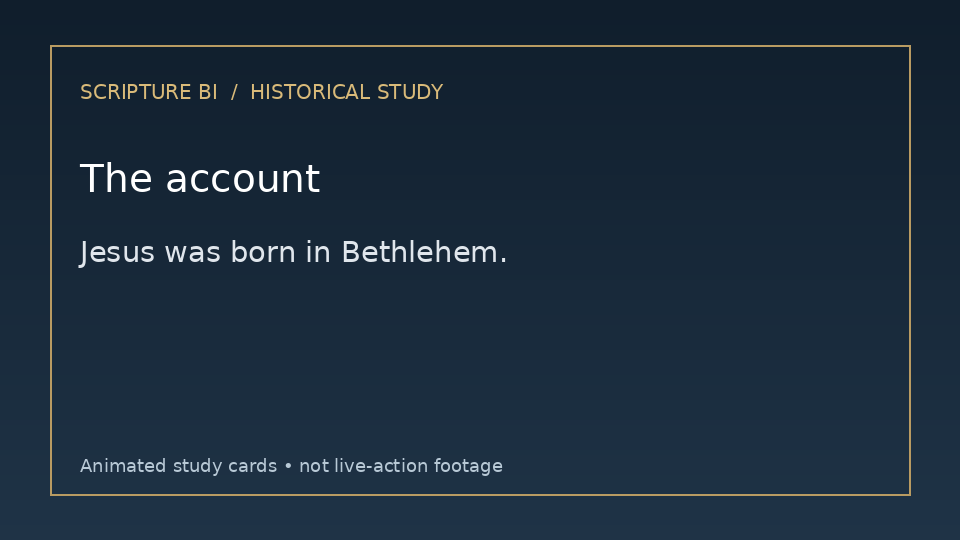 SCRIPTURE BI / HISTORICAL STUDY
The account
Jesus was born in Bethlehem.
Animated study cards • not live-action footage